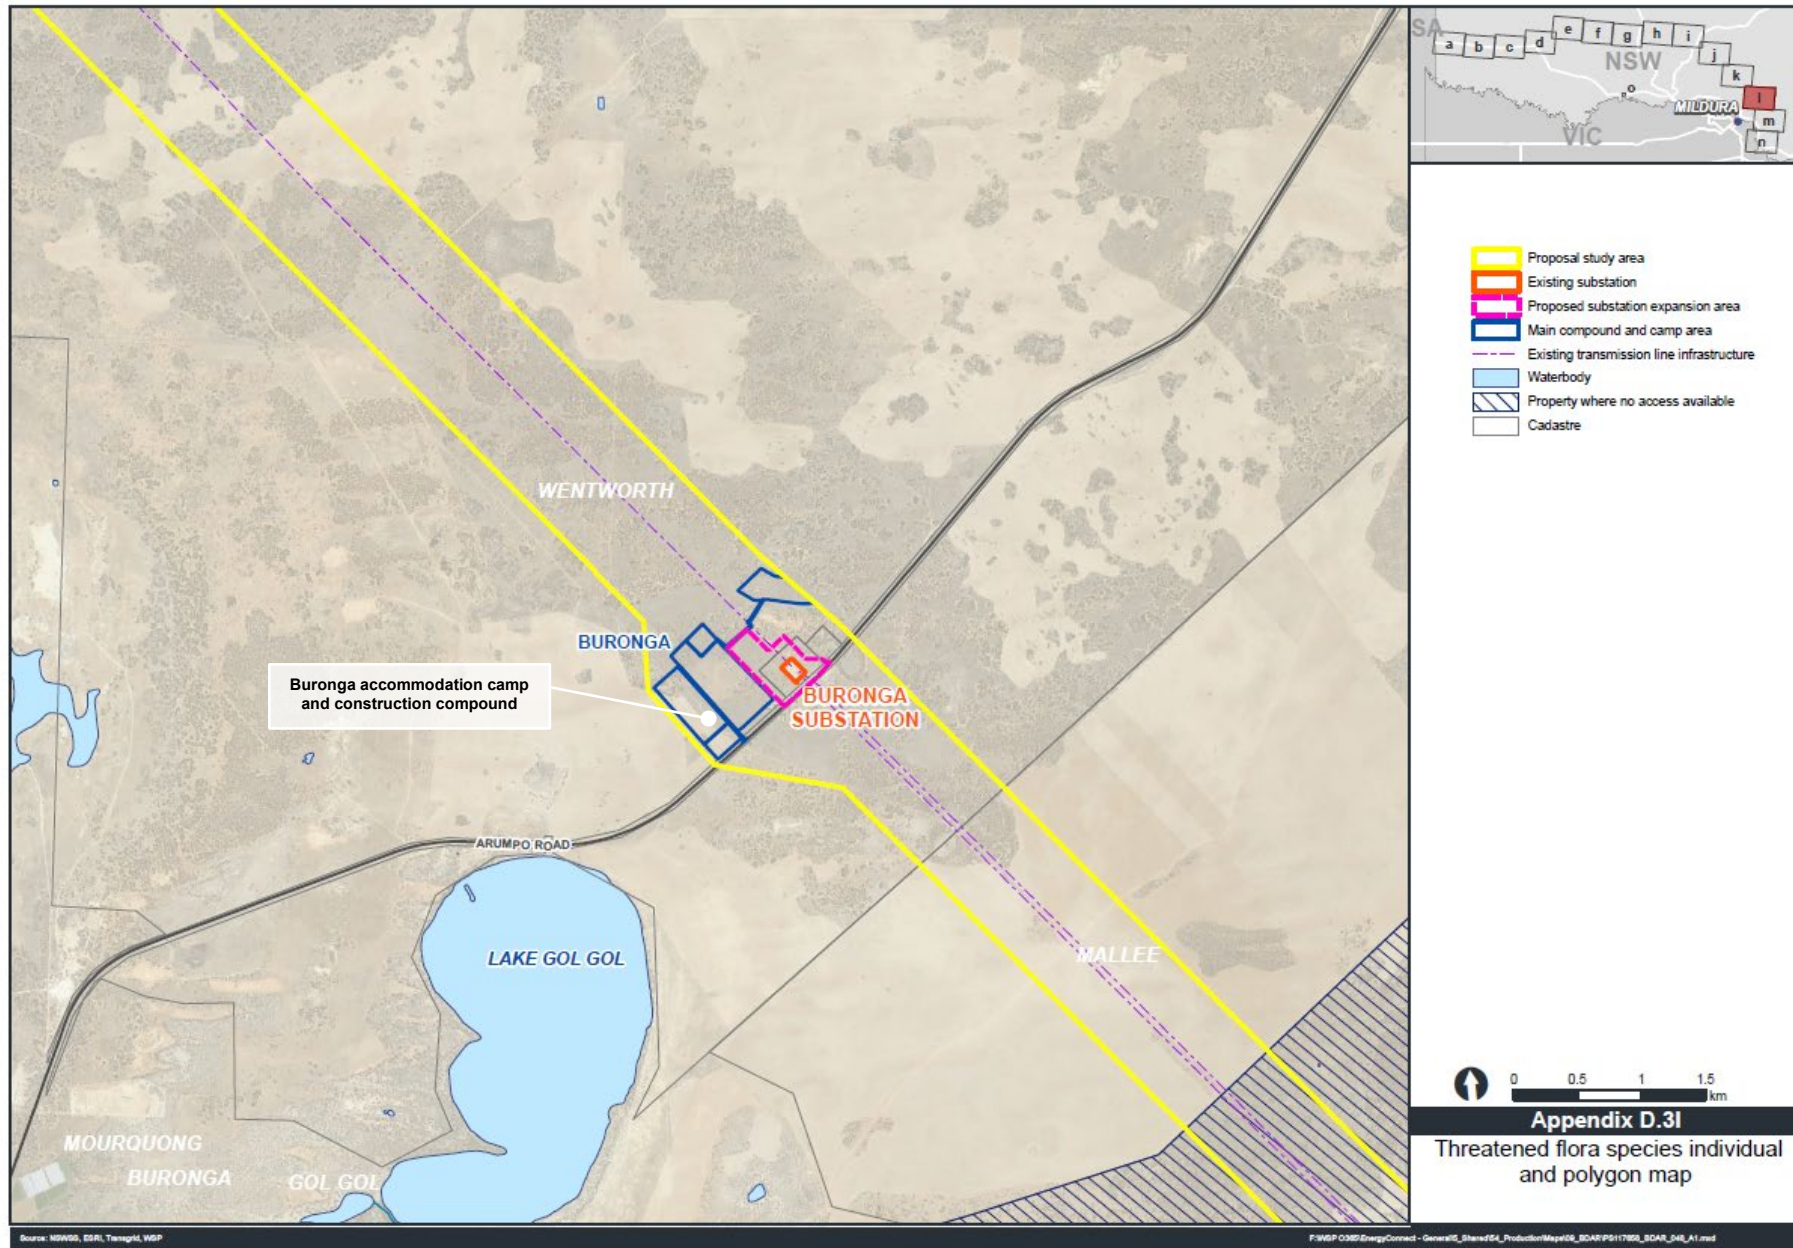 SA
a
b
c
d
e
f
g
h
i
j
k
l
m
n
o
NSW
MILDURA
VIC
Proposal study area
Existing substation
Proposed substation expansion area
Main compound and camp area
Existing transmission line infrastructure
Waterbody
Property where no access available
Cadastre
WENTWORTH
BURONGA
Buronga accommodation camp
and construction compound
BURONGA
SUBSTATION
ARUMPO ROAD
LAKE GOL GOL
MALLEE
MOURQUONG
BURONGA
GOL GOL
0 0.5 1 1.5
km
Appendix D.3l
Threatened flora species individual
and polygon map
Source: NSWSS, ESRI, Transgrid, WSP